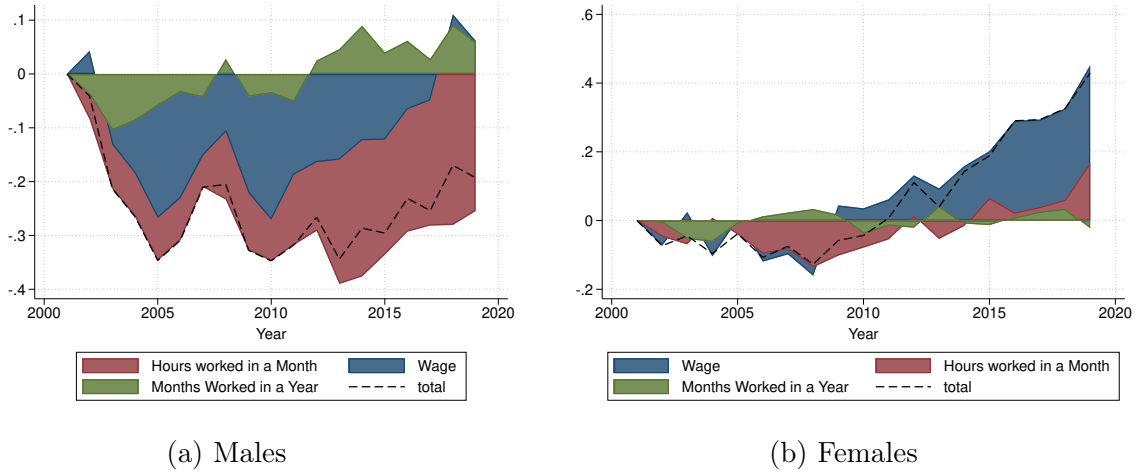 .1
0
-.1
-.2
-.3
-.4
2000 2005 2010 2015 2020
Year
Hours worked in a Month Wage
Months Worked in a Year total
(a) Males
.6
.4
.2
0
-.2
2000 2005 2010 2015 2020
Year
Wage Hours worked in a Month
Months Worked in a Year total
(b) Females